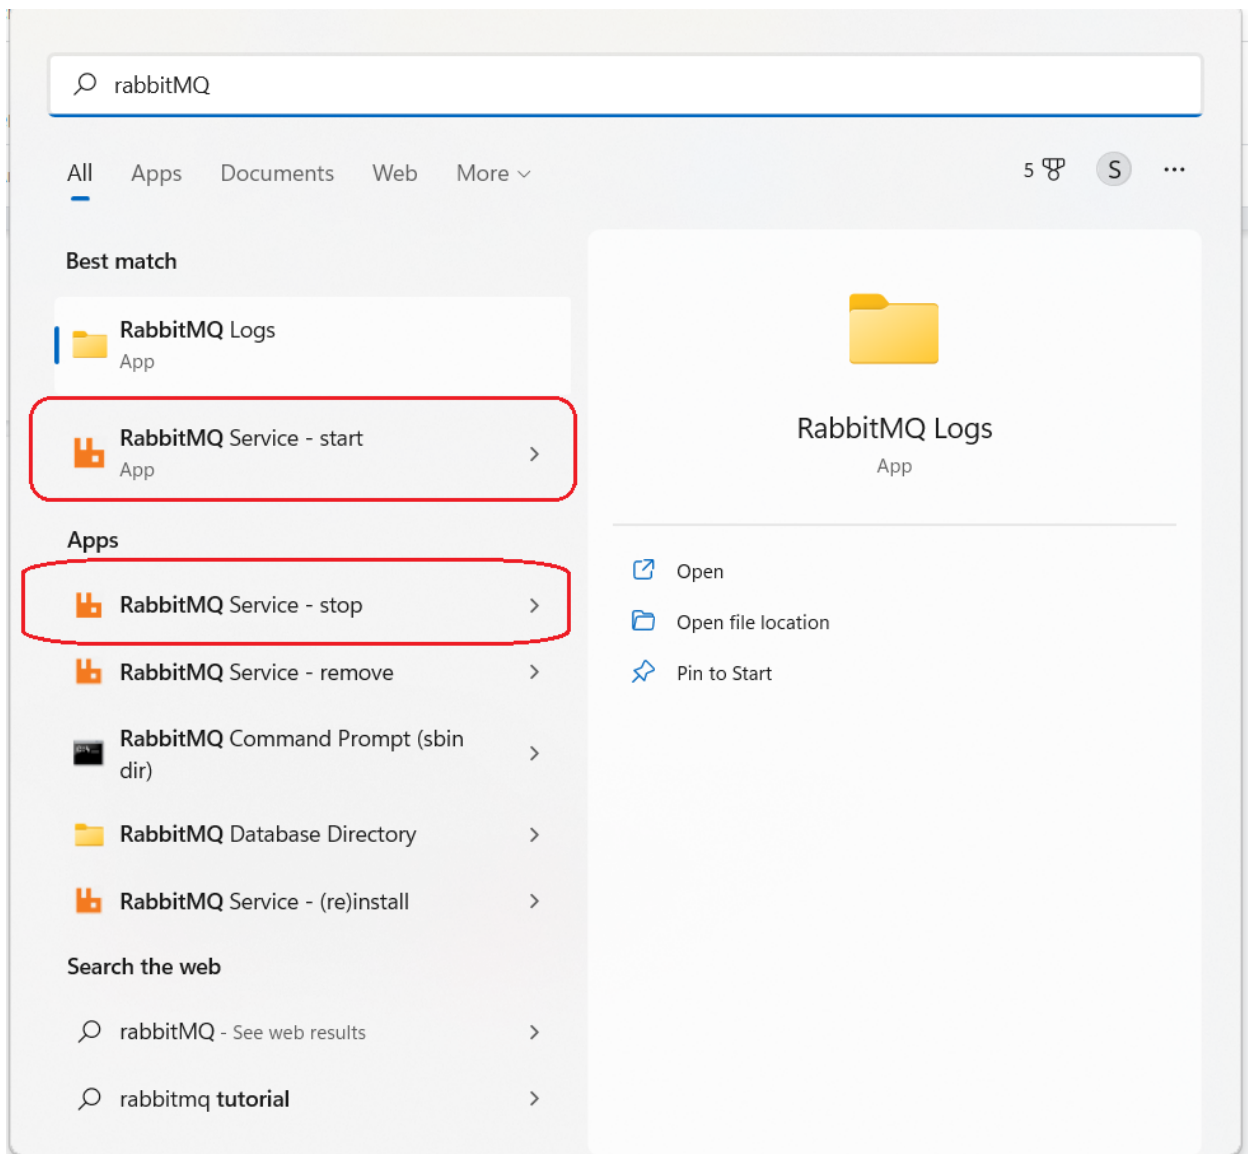 rabbitMQ
All Apps Documents Web More 5 S ...
Best match
RabbitMQ Logs
App
RabbitMQ Service - start
App
Apps
RabbitMQ Service - stop
RabbitMQ Service - remove
RabbitMQ Command Prompt (sbin
dir)
RabbitMQ Database Directory
RabbitMQ Service - (re)install
Search the web
rabbitMQ - See web results
rabbitmq tutorial
RabbitMQ Logs
App
Open
Open file location
Pin to Start